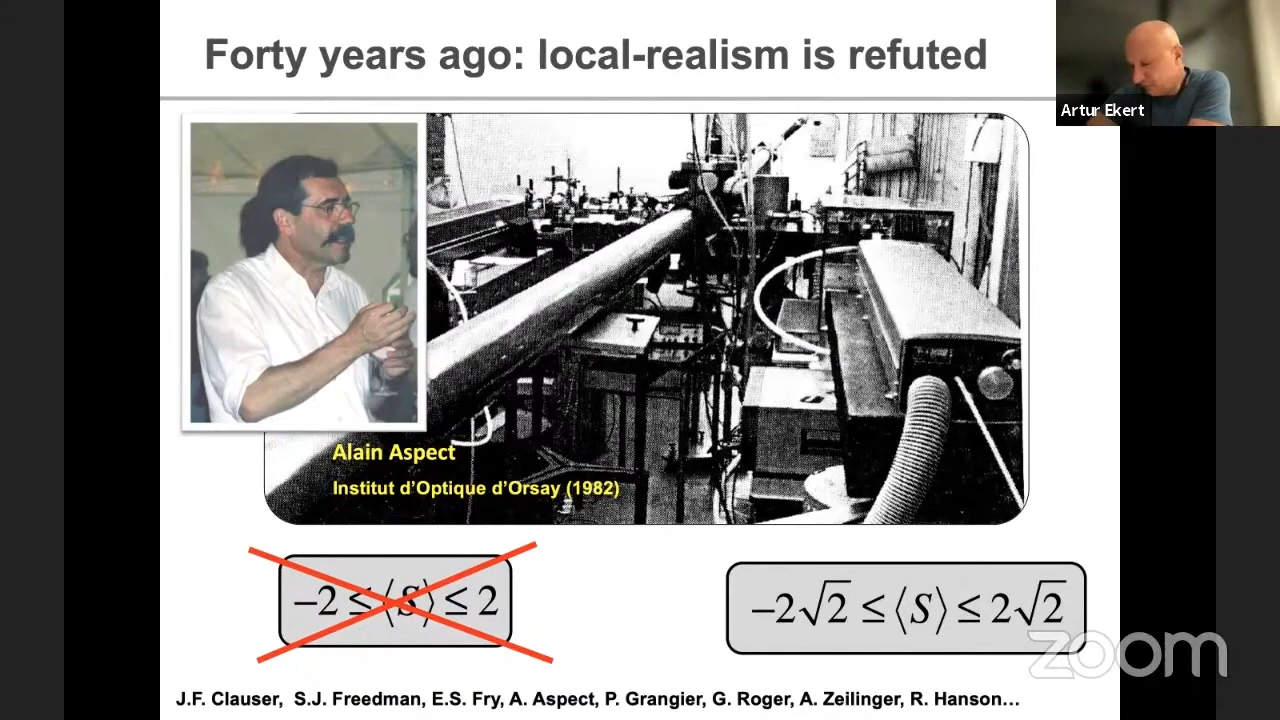 Forty years ago: local-realism is refuted
Artur Ekert
Alain Aspect
Institut d'Optique d'Orsay (1982)
−2 ≤ ⟨S⟩ ≤ 2
−2√2 ≤ ⟨S⟩ ≤ 2√2
zoom
J.F. Clauser, S.J. Freedman, E.S. Fry, A. Aspect, P. Grangier, G. Roger, A. Zeilinger, R. Hanson…